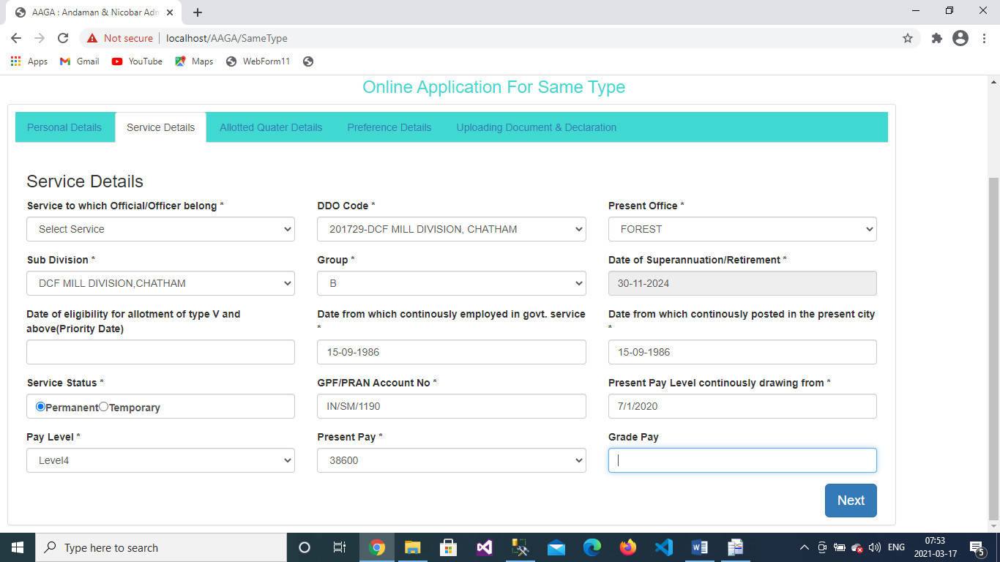 AAGA : Andaman & Nicobar Adm
Not secure
localhost/AAGA/SameType
Apps
Gmail
YouTube
Maps
WebForm11
Online Application For Same Type
Personal Details
Service Details
Allotted Quater Details
Preference Details
Uploading Document & Declaration
Service Details
Service to which Official/Officer belong *
DDO Code *
Present Office *
Select Service
201729-DCF MILL DIVISION, CHATHAM
FOREST
Sub Division *
Group *
Date of Superannuation/Retirement *
DCF MILL DIVISION,CHATHAM
B
30-11-2024
Date of eligibility for allotment of type V and
above(Priority Date)
Date from which continously employed in govt. service
*
Date from which continously posted in the present city
*
15-09-1986
15-09-1986
Service Status *
GPF/PRAN Account No *
Present Pay Level continously drawing from *
Permanent
Temporary
IN/SM/1190
7/1/2020
Pay Level *
Present Pay *
Grade Pay
Level4
38600
Next
Type here to search
ENG
07:53
2021-03-17
5